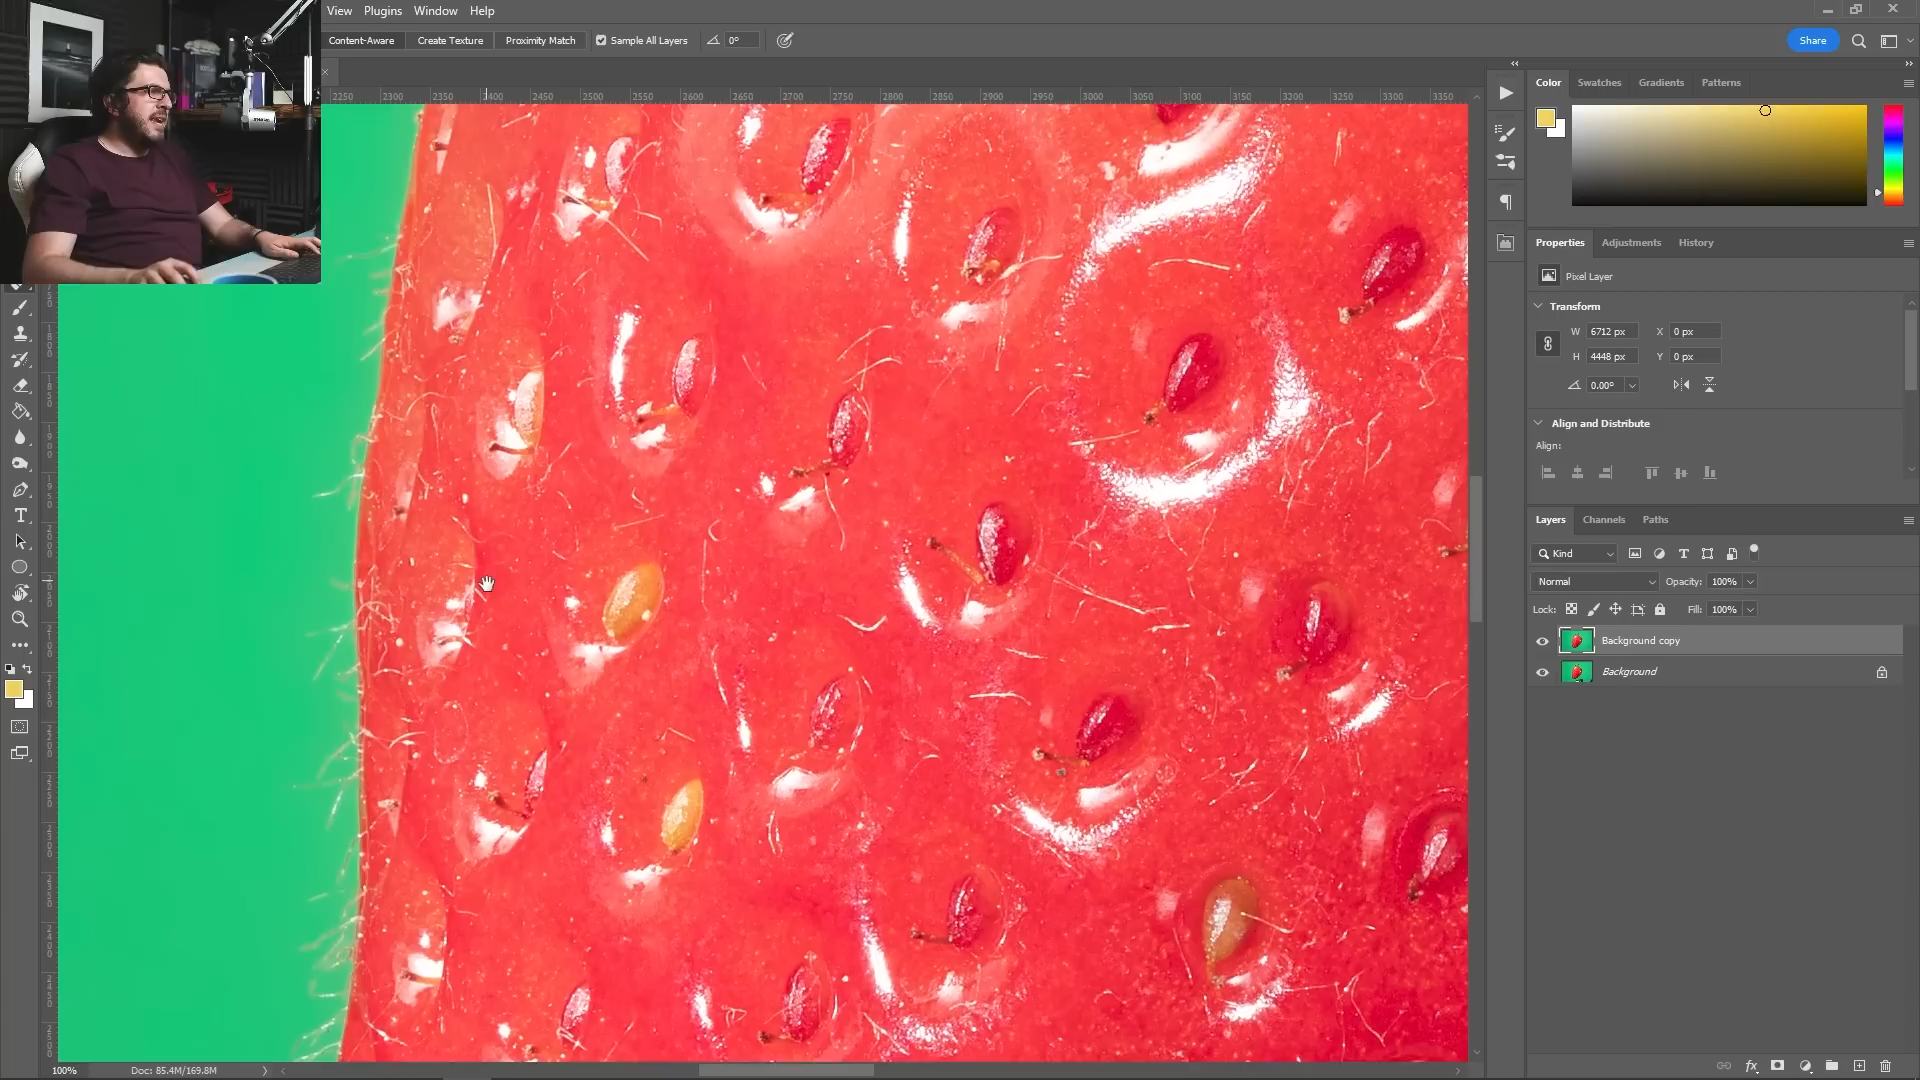 View Plugins Window Help
Content-Aware Create Texture Proximity Match Sample All Layers 0°
Share
2250 2300 2350 2400 2450 2500 2550 2600 2650 2700 2750 2800 2850 2900 2950 3000 3050 3100 3150 3200 3250 3300 3350
Color Swatches Gradients Patterns
Properties Adjustments History
Pixel Layer
Transform
W 6712 px X 0 px
H 4448 px Y 0 px
0.00°
Align and Distribute
Align:
Layers Channels Paths
Kind
Normal Opacity: 100%
Lock: Fill: 100%
Background copy
Background
100% Doc: 85.4M/169.8M